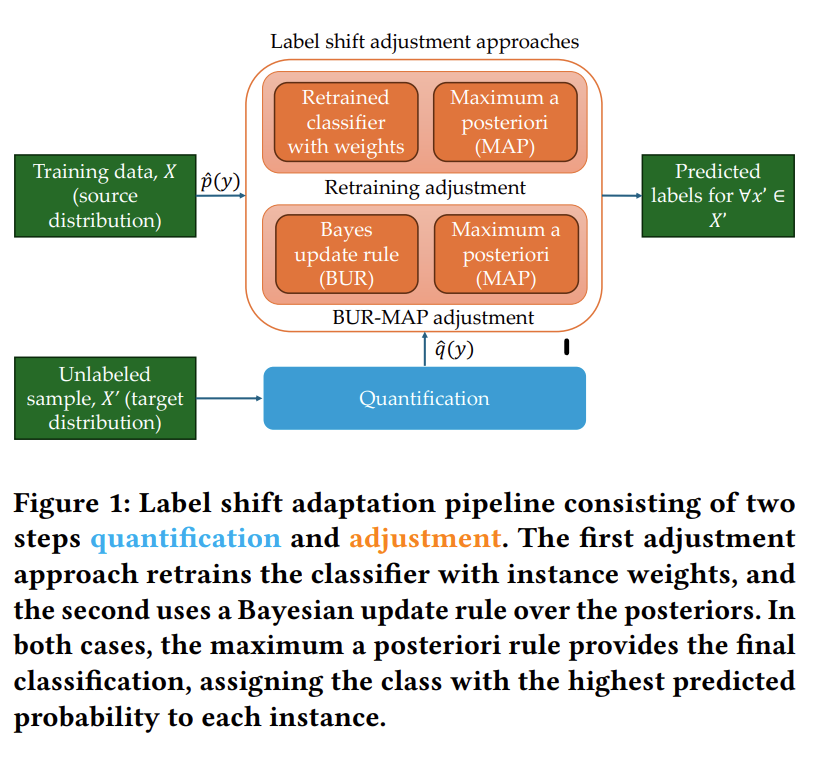 Label shift adjustment approaches
Retrained
classifier
with weights
Maximum a
posteriori
(MAP)
Retraining adjustment
Training data, X
(source
distribution)
p̂(y)
Predicted
labels for ∀x' ∈
X'
Bayes
update rule
(BUR)
Maximum a
posteriori
(MAP)
BUR-MAP adjustment
q̂(y)
Unlabeled
sample, X' (target
distribution)
Quantification
Figure 1: Label shift adaptation pipeline consisting of two
steps quantification and adjustment. The first adjustment
approach retrains the classifier with instance weights, and
the second uses a Bayesian update rule over the posteriors. In
both cases, the maximum a posteriori rule provides the final
classification, assigning the class with the highest predicted
probability to each instance.